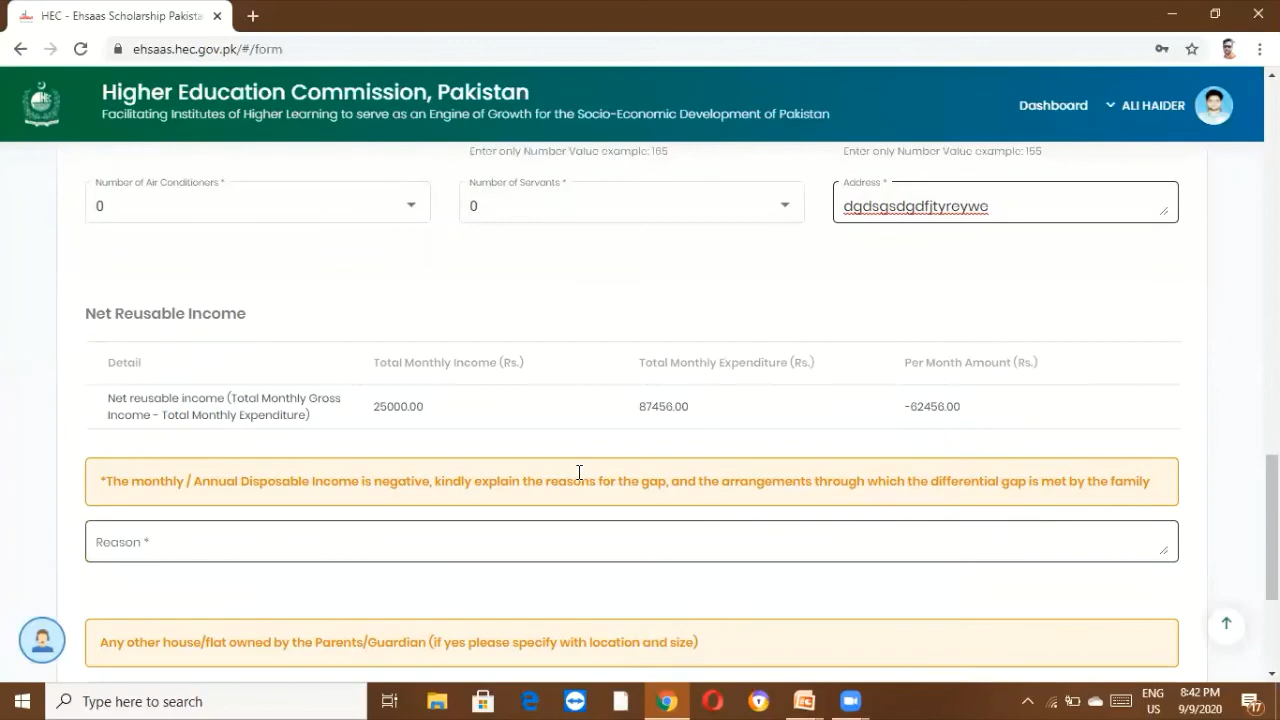 HEC - Ehsaas Scholarship Pakista
ehsaas.hec.gov.pk/#/form
Higher Education Commission, Pakistan
Facilitating Institutes of Higher Learning to serve as an Engine of Growth for the Socio-Economic Development of Pakistan
Dashboard
ALI HAIDER
Enter only Number Value example: 165
Enter only Number Value example: 155
Number of Air Conditioners *
0
Number of Servants *
0
Address *
dgdsgsdgdfjtyreywe
Net Reusable Income
Detail
Total Monthly Income (Rs.)
Total Monthly Expenditure (Rs.)
Per Month Amount (Rs.)
Net reusable income (Total Monthly Gross
Income - Total Monthly Expenditure)
25000.00
87456.00
-62456.00
*The monthly / Annual Disposable Income is negative, kindly explain the reasons for the gap, and the arrangements through which the differential gap is met by the family
Reason *
Any other house/flat owned by the Parents/Guardian (if yes please specify with location and size)
Type here to search
ENG
US
8:42 PM
9/9/2020
17